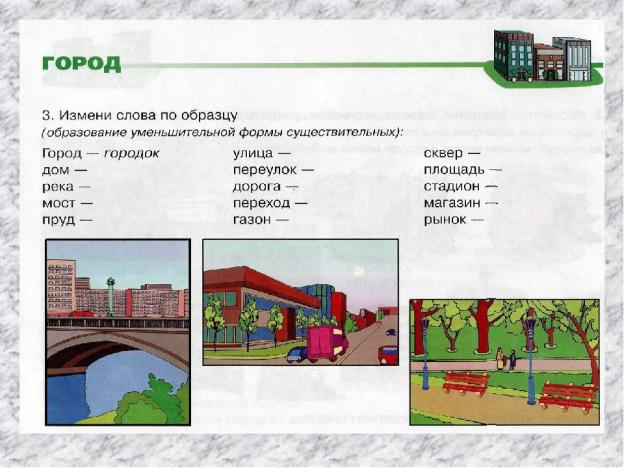 ГОРОД
3. Измени слова по образцу
(образование уменьшительной формы существительных):
Город — городок
дом —
река —
мост —
пруд —
улица —
переулок —
дорога —
переход —
газон —
сквер —
площадь —
стадион —
магазин —
рынок —